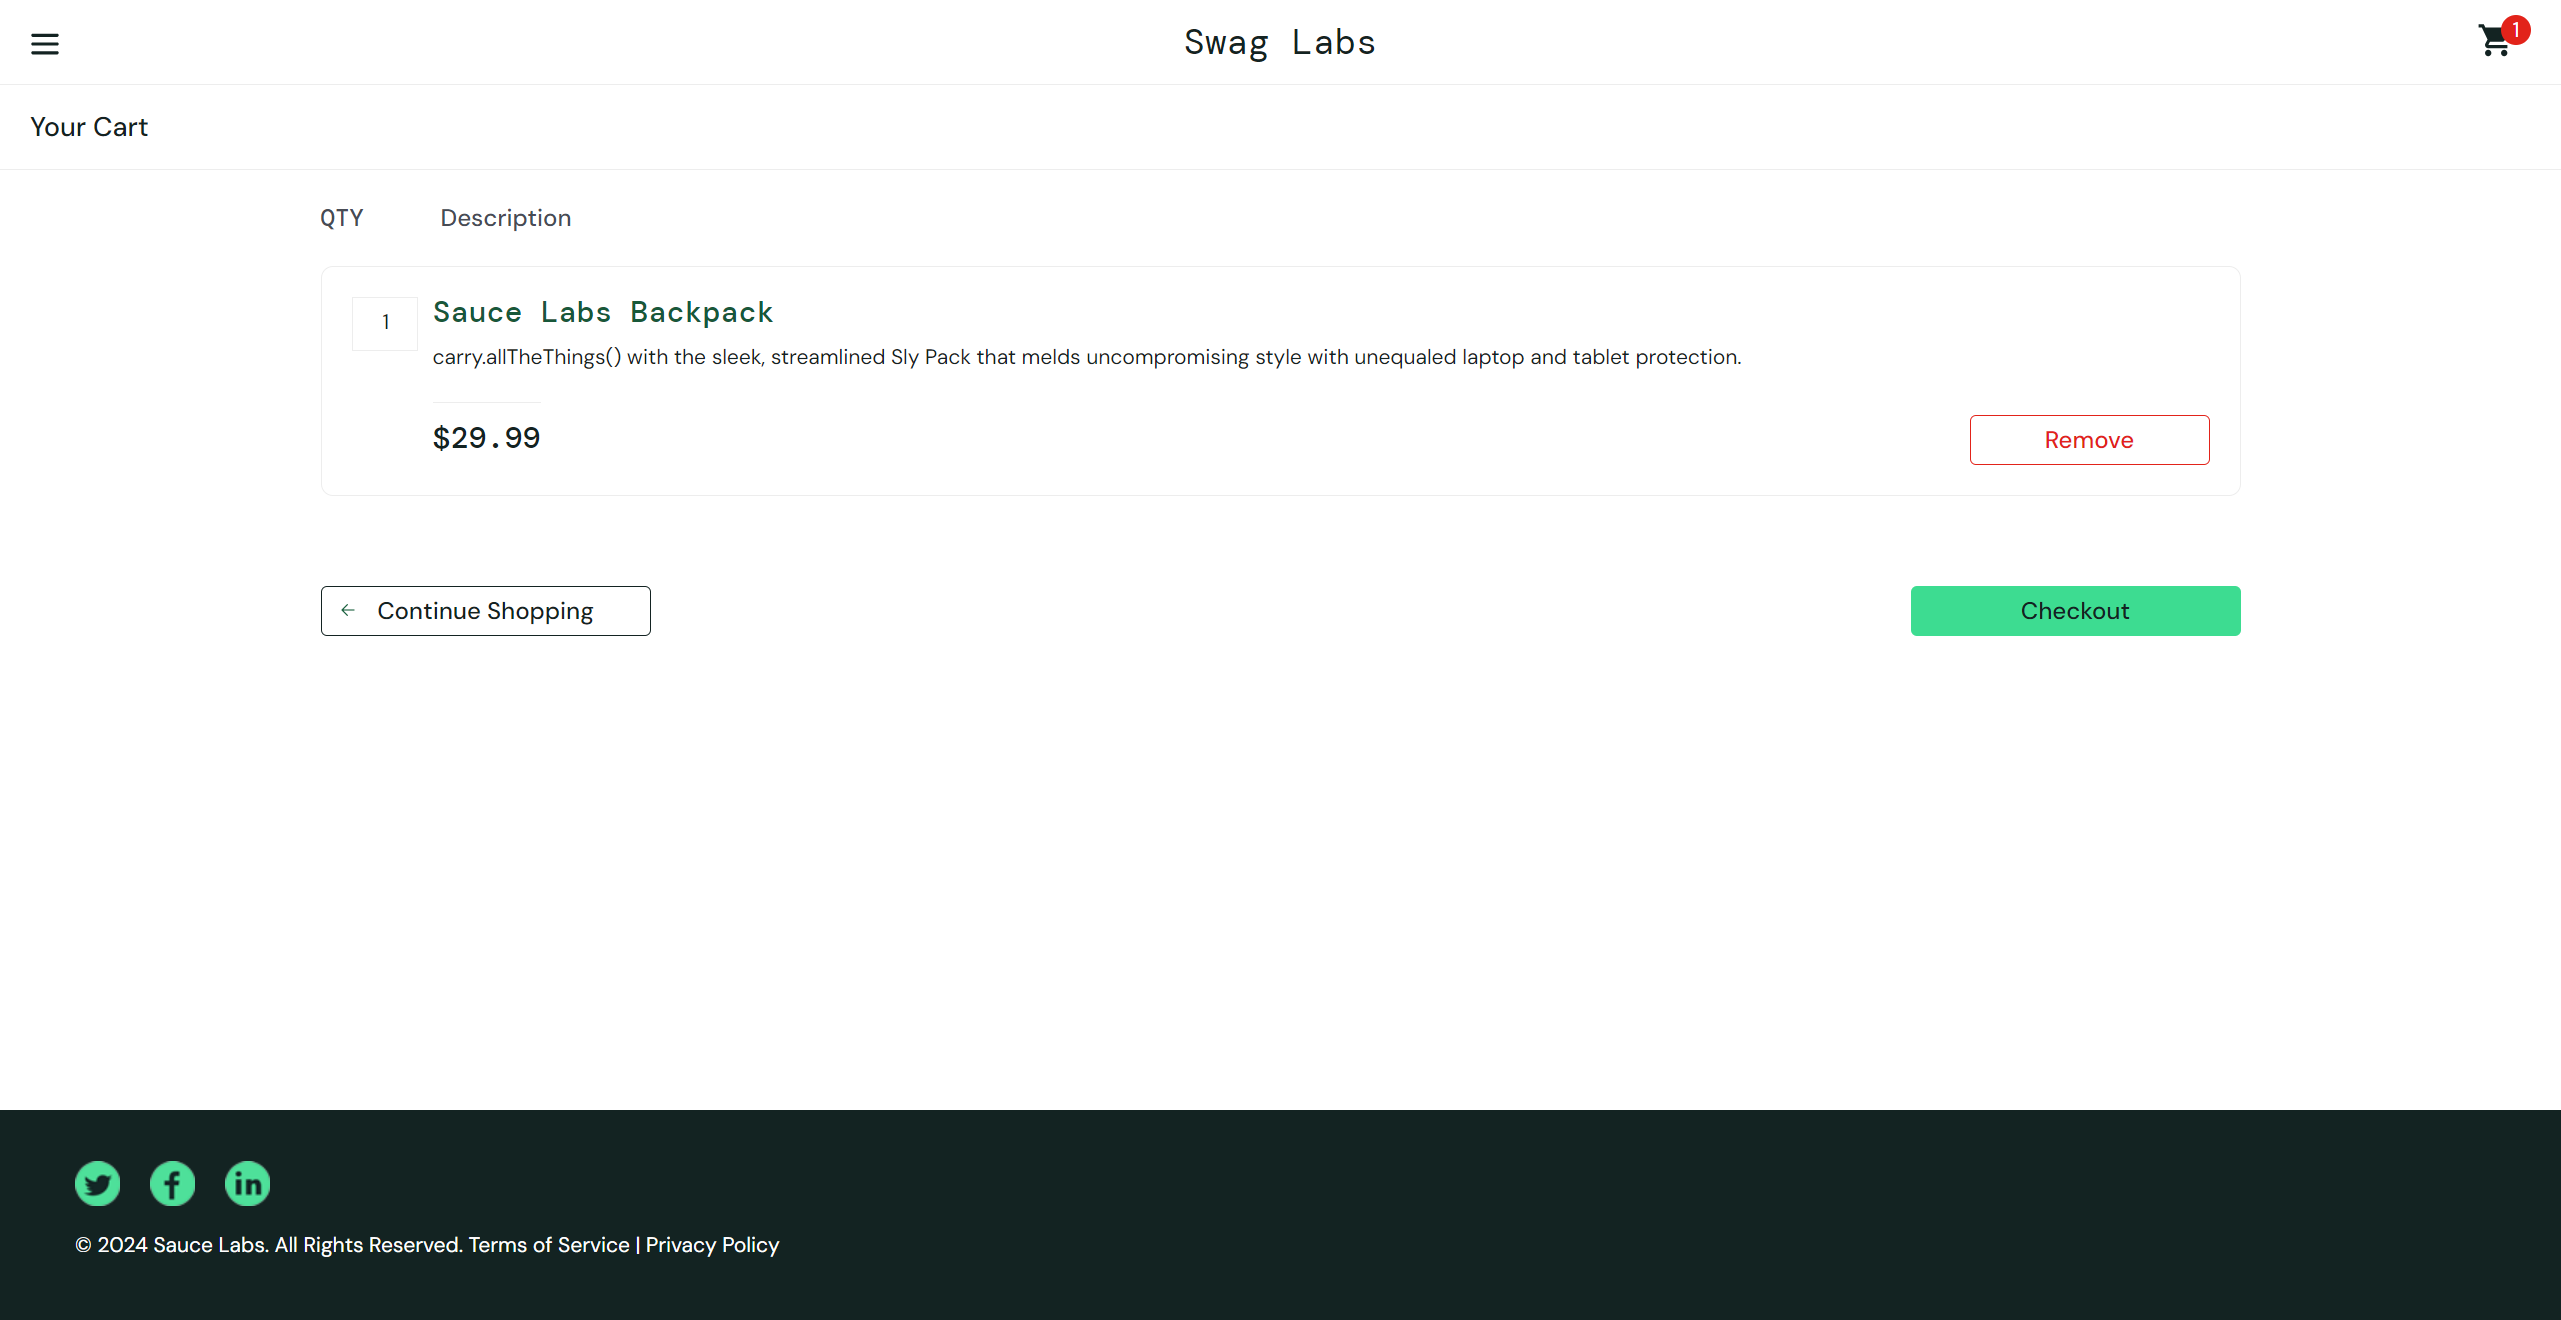 Swag Labs
1
Your Cart
QTY Description
1
Sauce Labs Backpack
carry.allTheThings() with the sleek, streamlined Sly Pack that melds uncompromising style with unequaled laptop and tablet protection.
$29.99
Remove
Continue Shopping
Checkout
© 2024 Sauce Labs. All Rights Reserved. Terms of Service | Privacy Policy